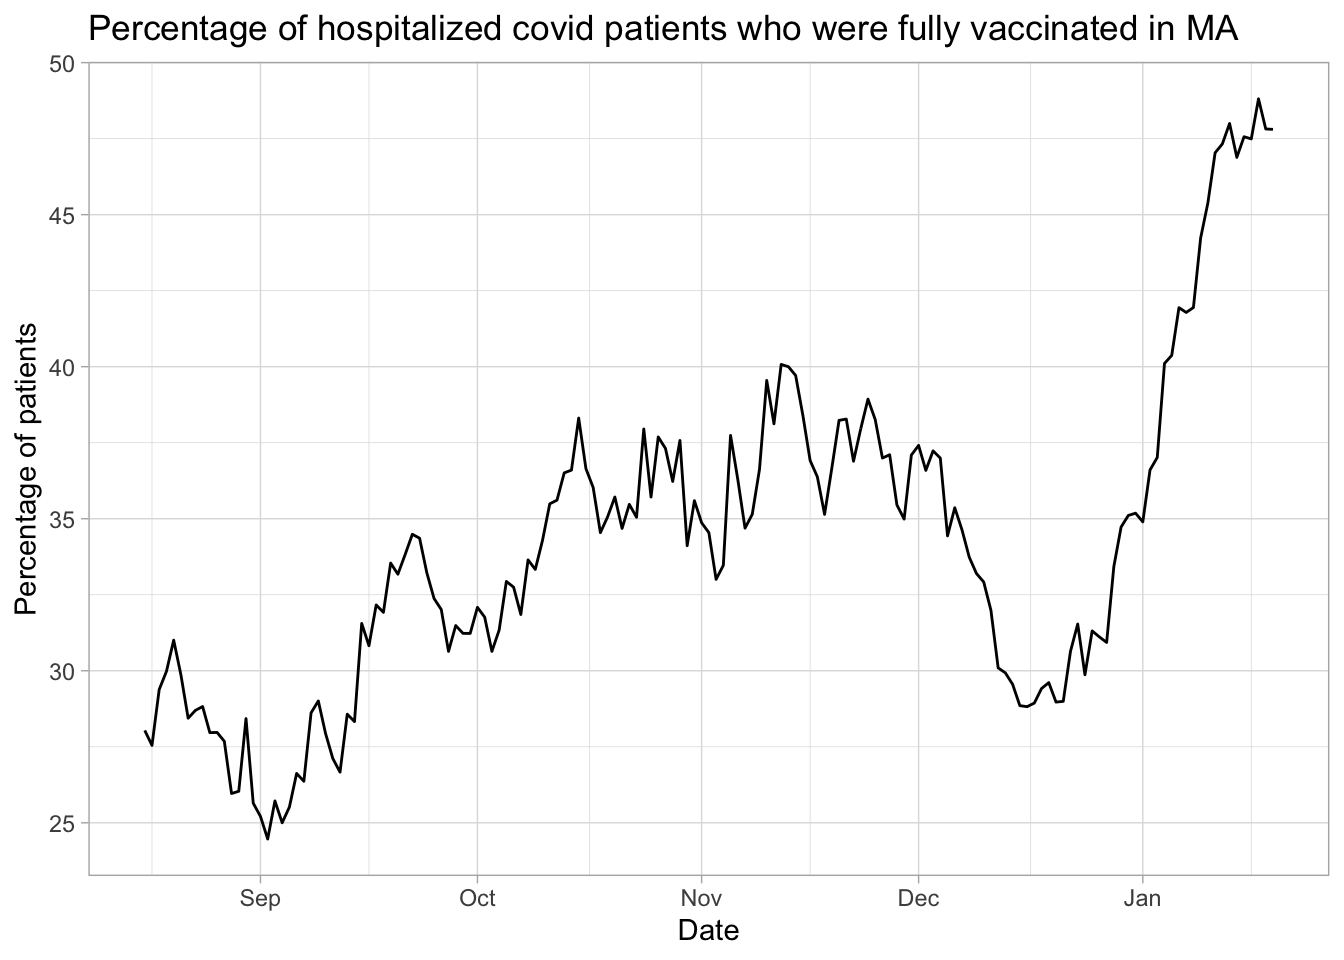 Percentage of hospitalized covid patients who were fully vaccinated in MA
50
45
40
35
30
25
Percentage of patients
Sep Oct Nov Dec Jan
Date